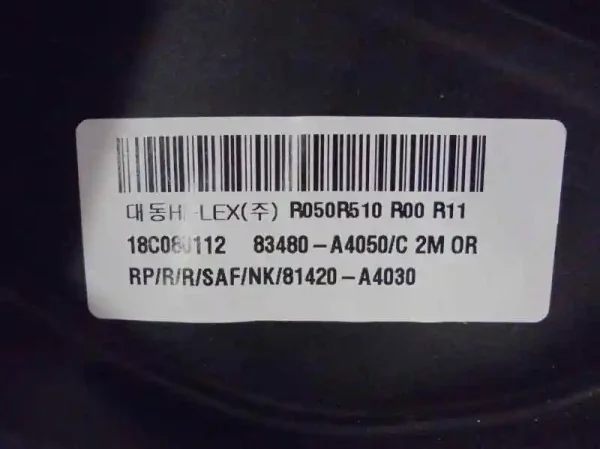 대동HI-LEX(주) R050R510 R00 R11
83480-A4050/C 2M OR
RP/R/R/SAF/NK/81420-A4030